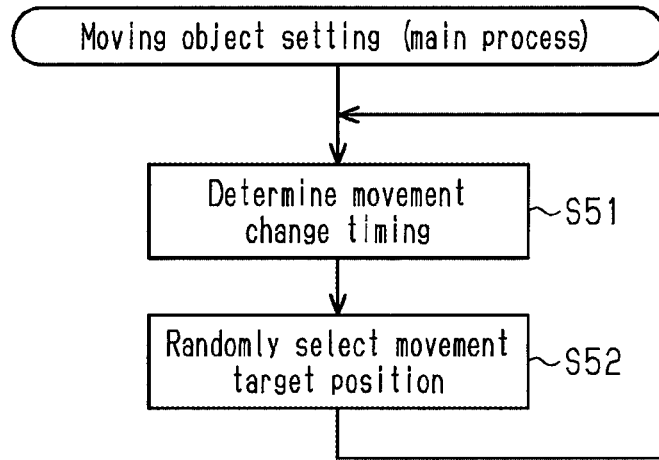 Moving object setting (main process)
Determine movement
change timing
S51
Randomly select movement
target position
S52